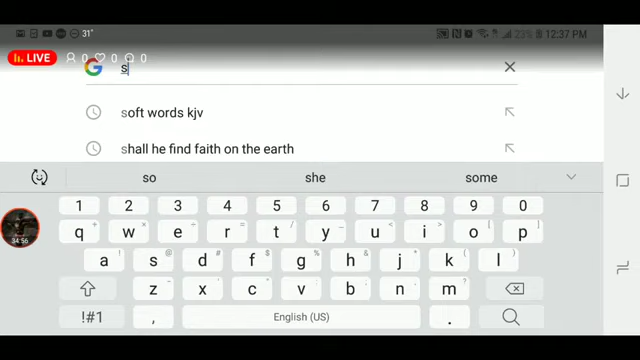 31° 23% 12:37 PM
LIVE 0 0 0
G s
soft words kjv
shall he find faith on the earth
so she some
1 2 3 4 5 6 7 8 9 0
q + w × e ÷ r = t / y _ u < i > o [ p ]
34:56
a ! s @ d # f $ g % h & j * k ( l )
z - x ' c " v : b ; n , m ?
!#1 , English (US) .